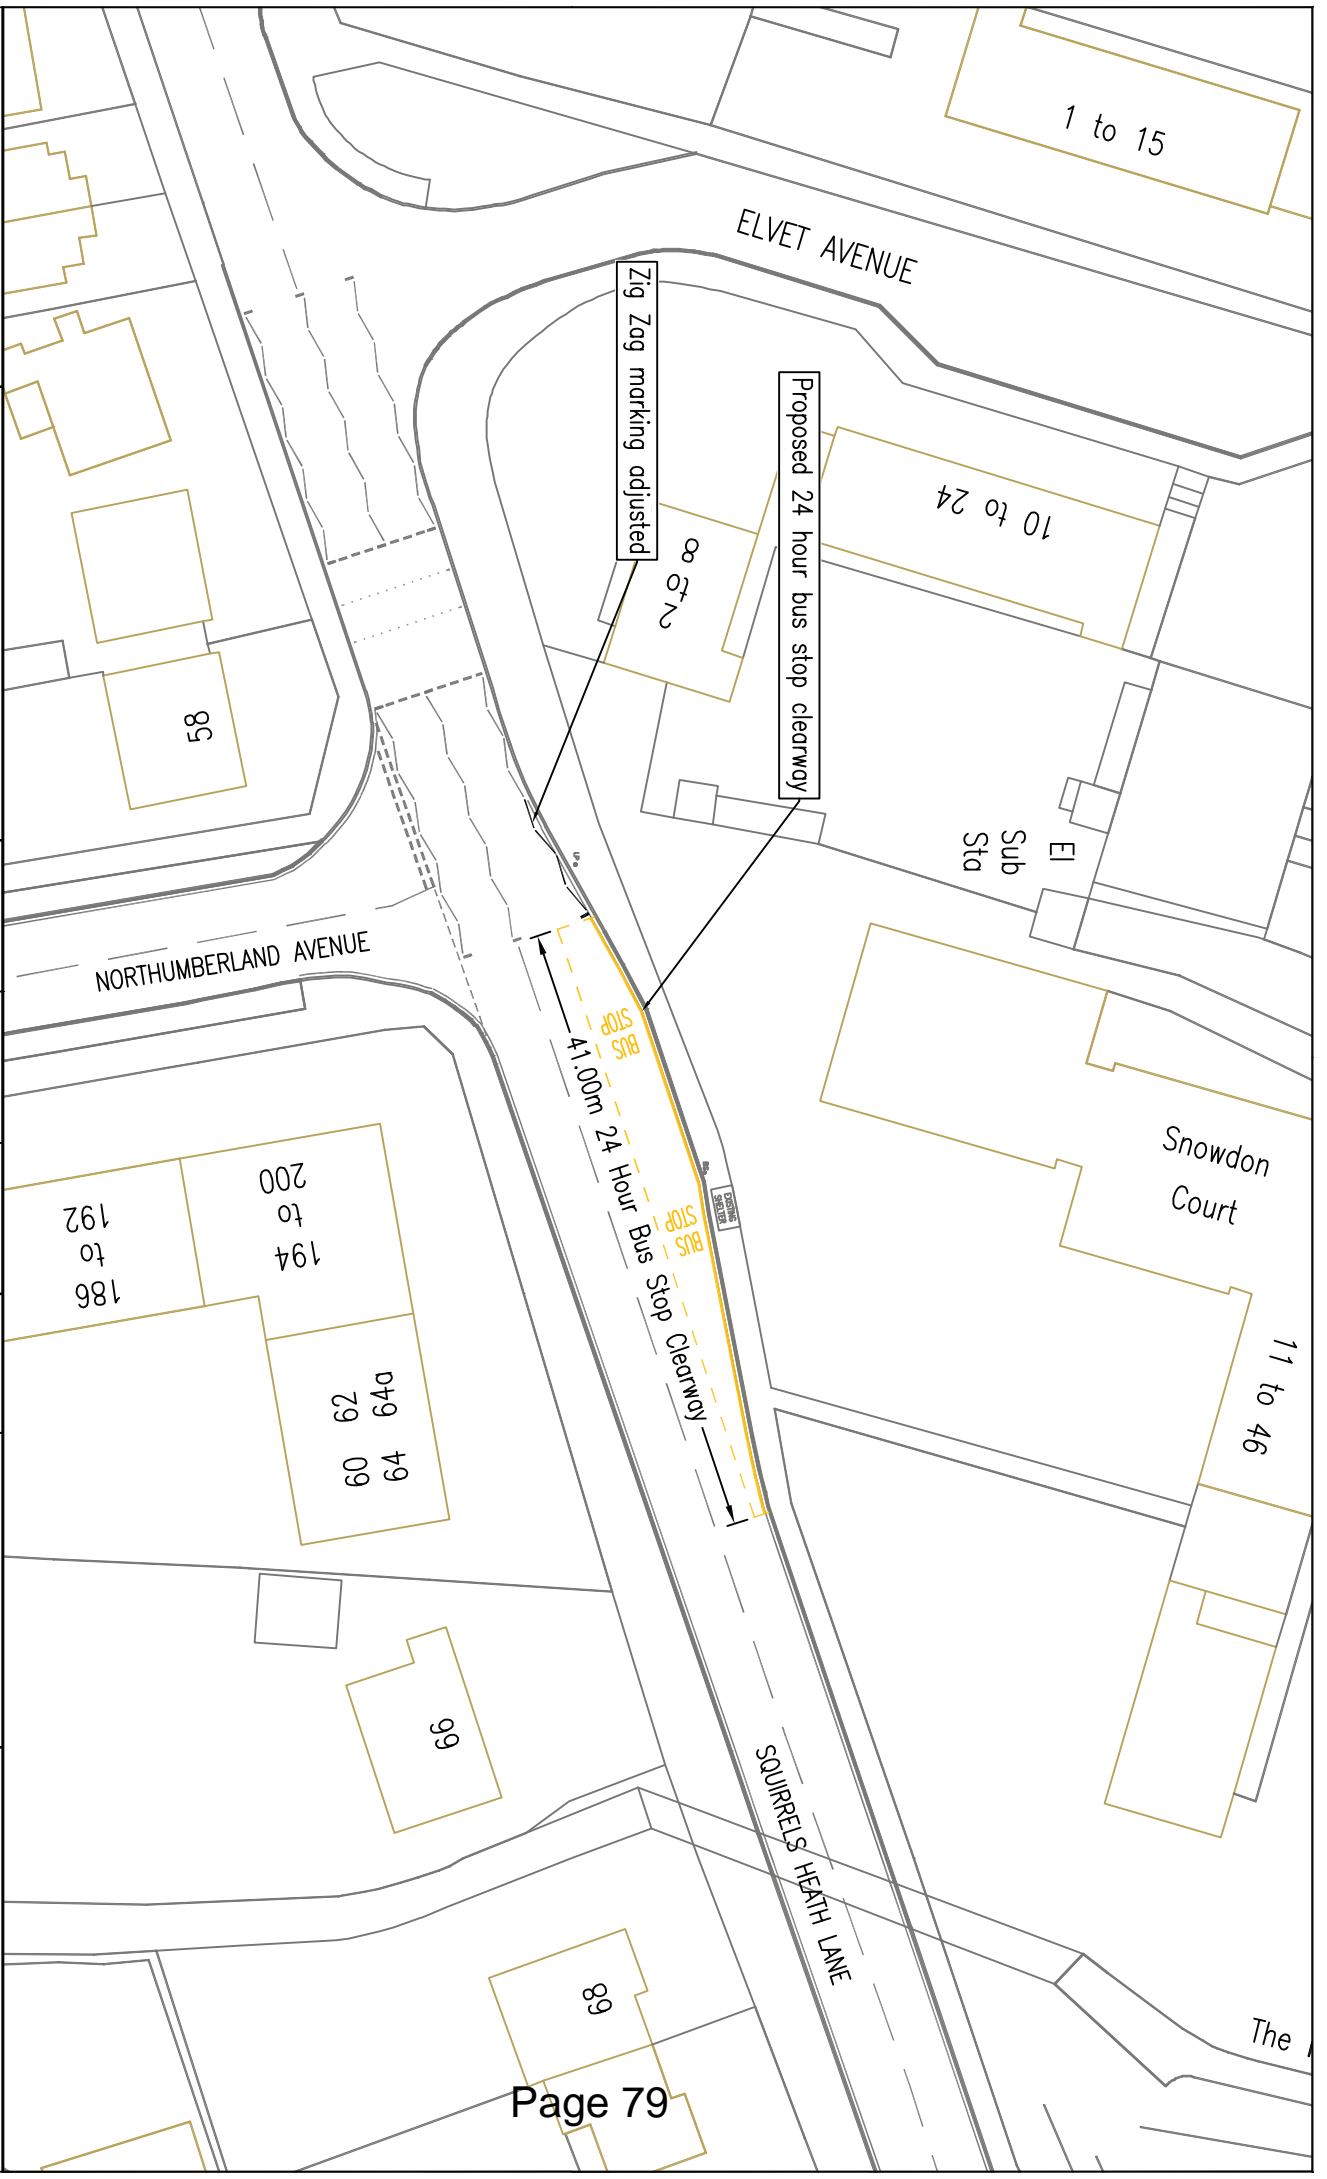 1 to 15
ELVET AVENUE
Zig Zag marking adjusted
Proposed 24 hour bus stop clearway
10 to 24
2 to 8
58
El
Sub
Sta
NORTHUMBERLAND AVENUE
BUS
STOP
41.00m 24 Hour Bus Stop Clearway
BUS
STOP
EXISTING
SHELTER
Snowdon
Court
11 to 46
186
to
192
194
to
200
60 62
64 64a
66
SQUIRRELS HEATH LANE
68
The
Page 79